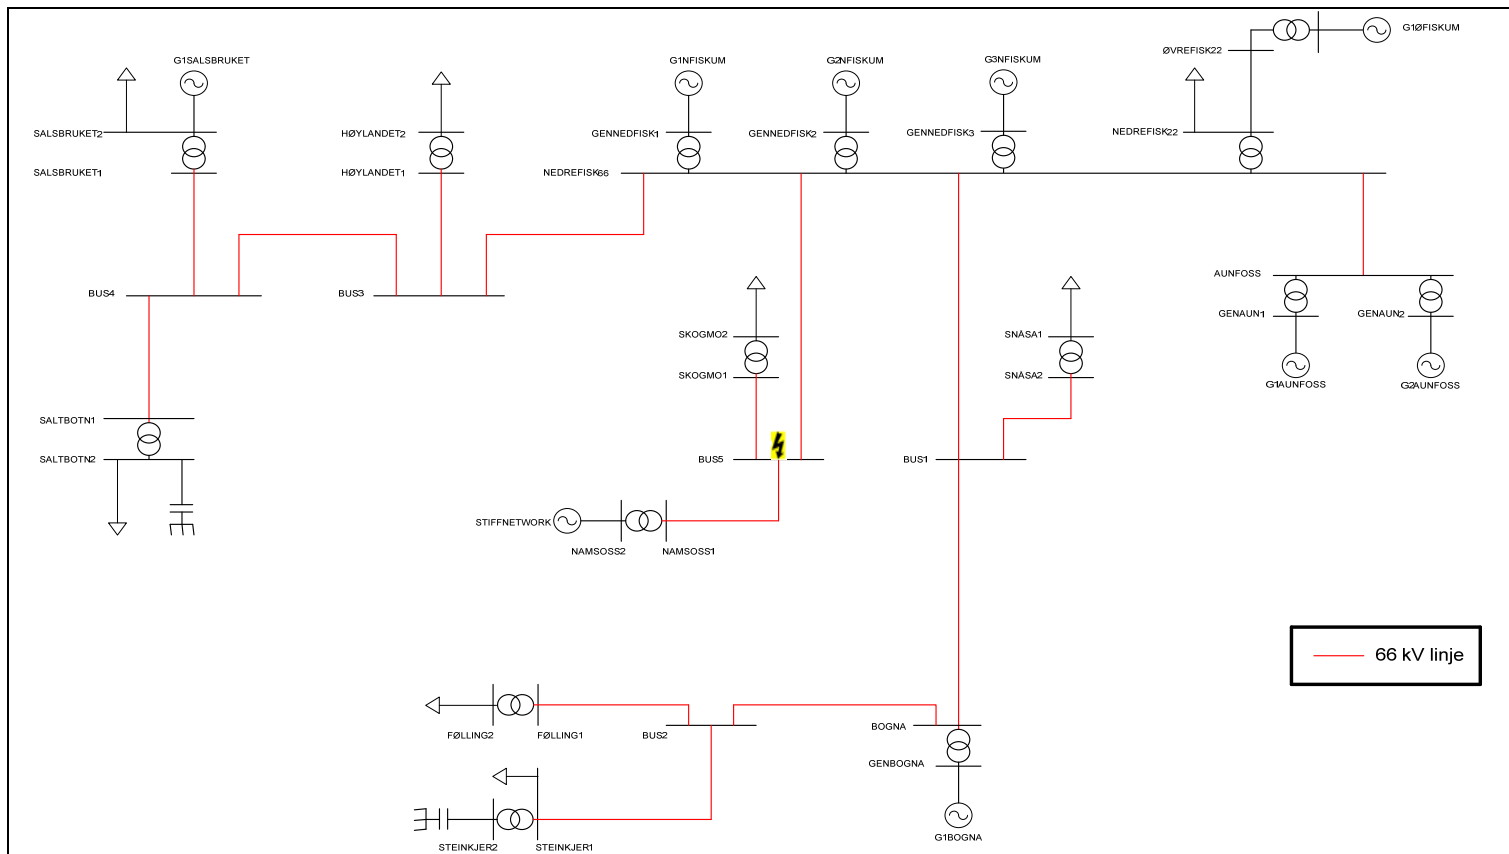 G1ØFISKUM
ØVREFISK22
G1SALSBRUKET
G1NFISKUM
G2NFISKUM
G3NFISKUM
SALSBRUKET2
HØYLANDET2
GENNEDFISK1
GENNEDFISK2
GENNEDFISK3
NEDREFISK22
SALSBRUKET1
HØYLANDET1
NEDREFISK66
AUNFOSS
BUS4
BUS3
GENAUN1
GENAUN2
SKOGMO2
SNÅSA1
SKOGMO1
SNÅSA2
G1AUNFOSS
G2AUNFOSS
SALTBOTN1
SALTBOTN2
BUS5
BUS1
STIFFNETWORK
NAMSOSS2
NAMSOSS1
66 kV linje
FØLLING2
FØLLING1
BUS2
BOGNA
GENBOGNA
G1BOGNA
STEINKJER2
STEINKJER1